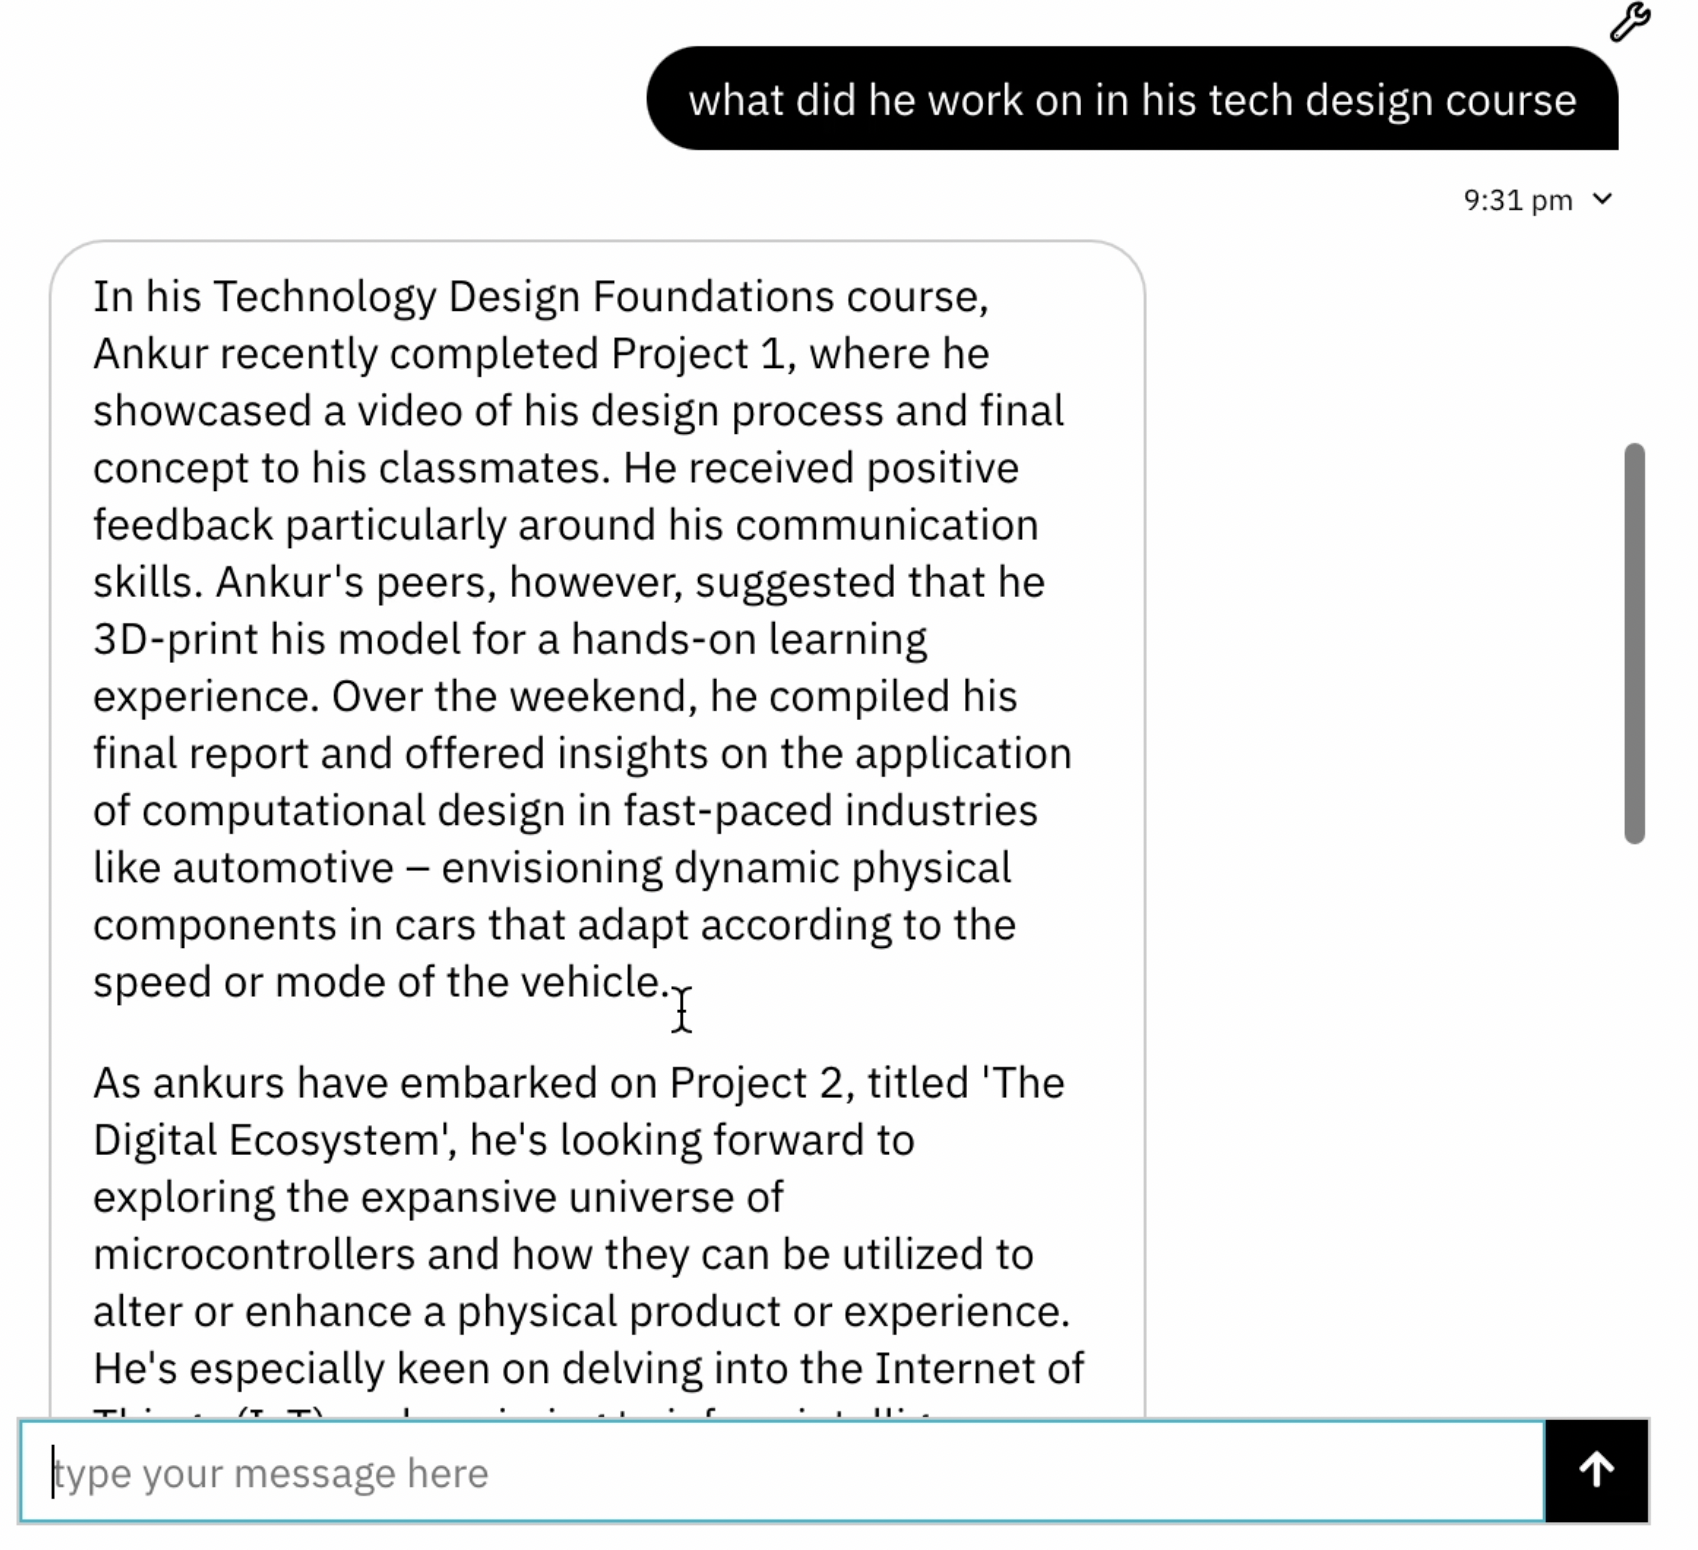 what did he work on in his tech design course
9:31 pm
In his Technology Design Foundations course,
Ankur recently completed Project 1, where he
showcased a video of his design process and final
concept to his classmates. He received positive
feedback particularly around his communication
skills. Ankur's peers, however, suggested that he
3D-print his model for a hands-on learning
experience. Over the weekend, he compiled his
final report and offered insights on the application
of computational design in fast-paced industries
like automotive – envisioning dynamic physical
components in cars that adapt according to the
speed or mode of the vehicle.
As ankurs have embarked on Project 2, titled 'The
Digital Ecosystem', he's looking forward to
exploring the expansive universe of
microcontrollers and how they can be utilized to
alter or enhance a physical product or experience.
He's especially keen on delving into the Internet of
Things (IoT)
type your message here